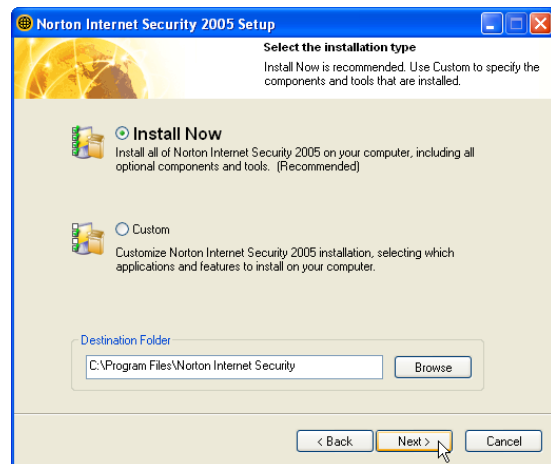 Norton Internet Security 2005 Setup
Select the installation type
Install Now is recommended. Use Custom to specify the
components and tools that are installed.
Install Now
Install all of Norton Internet Security 2005 on your computer, including all
optional components and tools. (Recommended)
Custom
Customize Norton Internet Security 2005 installation, selecting which
applications and features to install on your computer.
Destination Folder
C:\Program Files\Norton Internet Security
Browse
< Back
Next >
Cancel